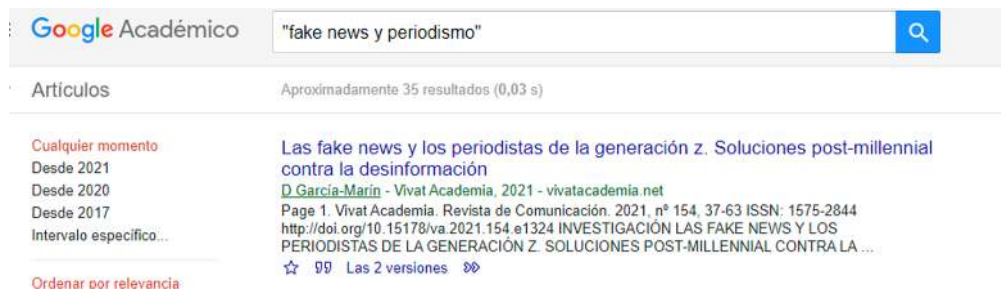 Google Académico
"fake news y periodismo"
Artículos
Aproximadamente 35 resultados (0,03 s)
Cualquier momento
Desde 2021
Desde 2020
Desde 2017
Intervalo específico...
Ordenar por relevancia
Las fake news y los periodistas de la generación z. Soluciones post-millennial
contra la desinformación
D García-Marín - Vivat Academia, 2021 - vivatacademia.net
Page 1. Vivat Academia. Revista de Comunicación. 2021, nº 154, 37-63 ISSN: 1575-2844
http://doi.org/10.15178/va.2021.154.e1324 INVESTIGACIÓN LAS FAKE NEWS Y LOS
PERIODISTAS DE LA GENERACIÓN Z. SOLUCIONES POST-MILLENNIAL CONTRA LA ...
Las 2 versiones